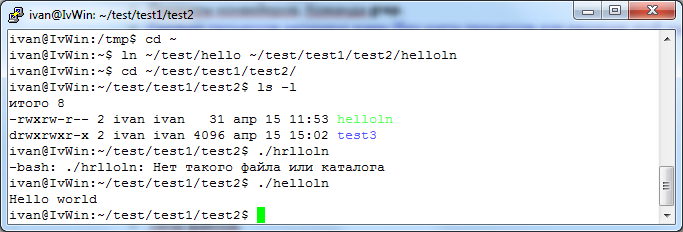 ivan@IvWin: ~/test/test1/test2
ivan@IvWin:/tmp$ cd ~
ivan@IvWin:~$ ln ~/test/hello ~/test/test1/test2/helloln
ivan@IvWin:~$ cd ~/test/test1/test2/
ivan@IvWin:~/test/test1/test2$ ls -l
итого 8
-rwxrw-r-- 2 ivan ivan   31 апр 15 11:53 helloln
drwxrwxr-x 2 ivan ivan 4096 апр 15 15:02 test3
ivan@IvWin:~/test/test1/test2$ ./hrlloln
-bash: ./hrlloln: Нет такого файла или каталога
ivan@IvWin:~/test/test1/test2$ ./helloln
Hello world
ivan@IvWin:~/test/test1/test2$